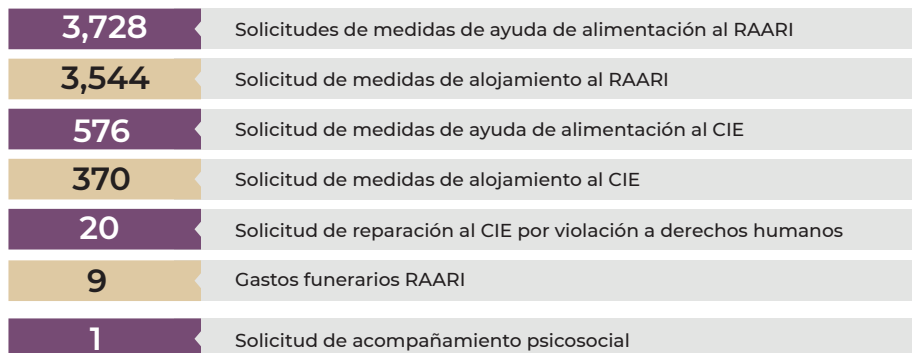 3,728 Solicitudes de medidas de ayuda de alimentación al RAARI
3,544 Solicitud de medidas de alojamiento al RAARI
576 Solicitud de medidas de ayuda de alimentación al CIE
370 Solicitud de medidas de alojamiento al CIE
20 Solicitud de reparación al CIE por violación a derechos humanos
9 Gastos funerarios RAARI
1 Solicitud de acompañamiento psicosocial